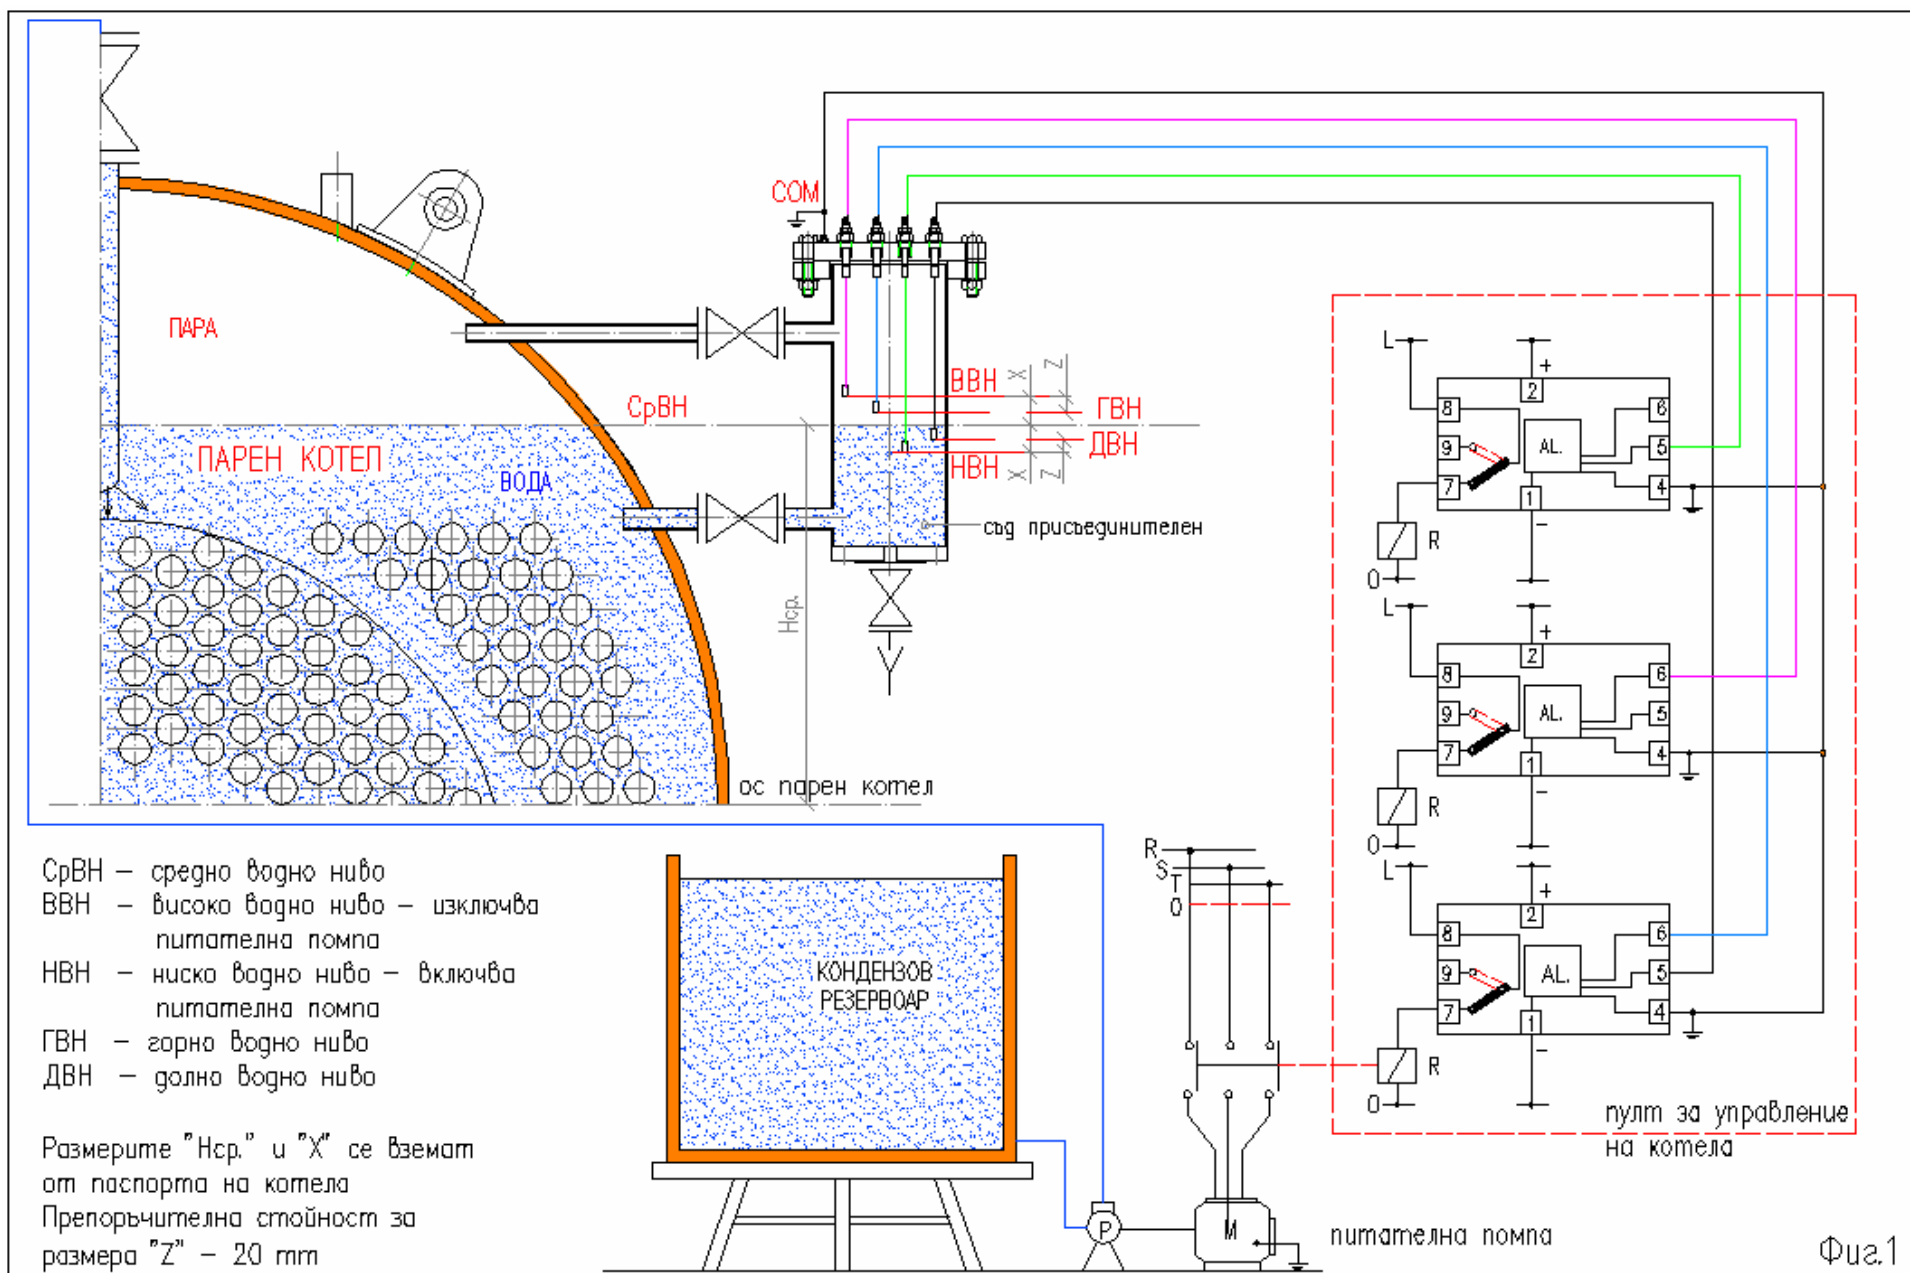 COM
ПАРА
СрВН
ВВН
X
Z
ГВН
ДВН
НВН
X
Z
ПАРЕН КОТЕЛ
ВОДА
съд присъединителен
Нср.
ос парен котел
L
+
2
8
6
9
AL.
5
7
1
4
R
–
0
L
+
2
8
6
9
AL.
5
7
1
4
R
–
0
L
+
2
8
6
9
AL.
5
7
1
4
R
–
0
пулт за управление
на котела
R
S
T
0
КОНДЕНЗОВ
РЕЗЕРВОАР
P
M
питателна помпа
СрВН – средно водно ниво
ВВН – високо водно ниво – изключва
питателна помпа
НВН – ниско водно ниво – включва
питателна помпа
ГВН – горно водно ниво
ДВН – долно водно ниво
Размерите "Нср." и "X" се вземат
от паспорта на котела
Препоръчителна стойност за
размера "Z" – 20 mm
Фиг.1